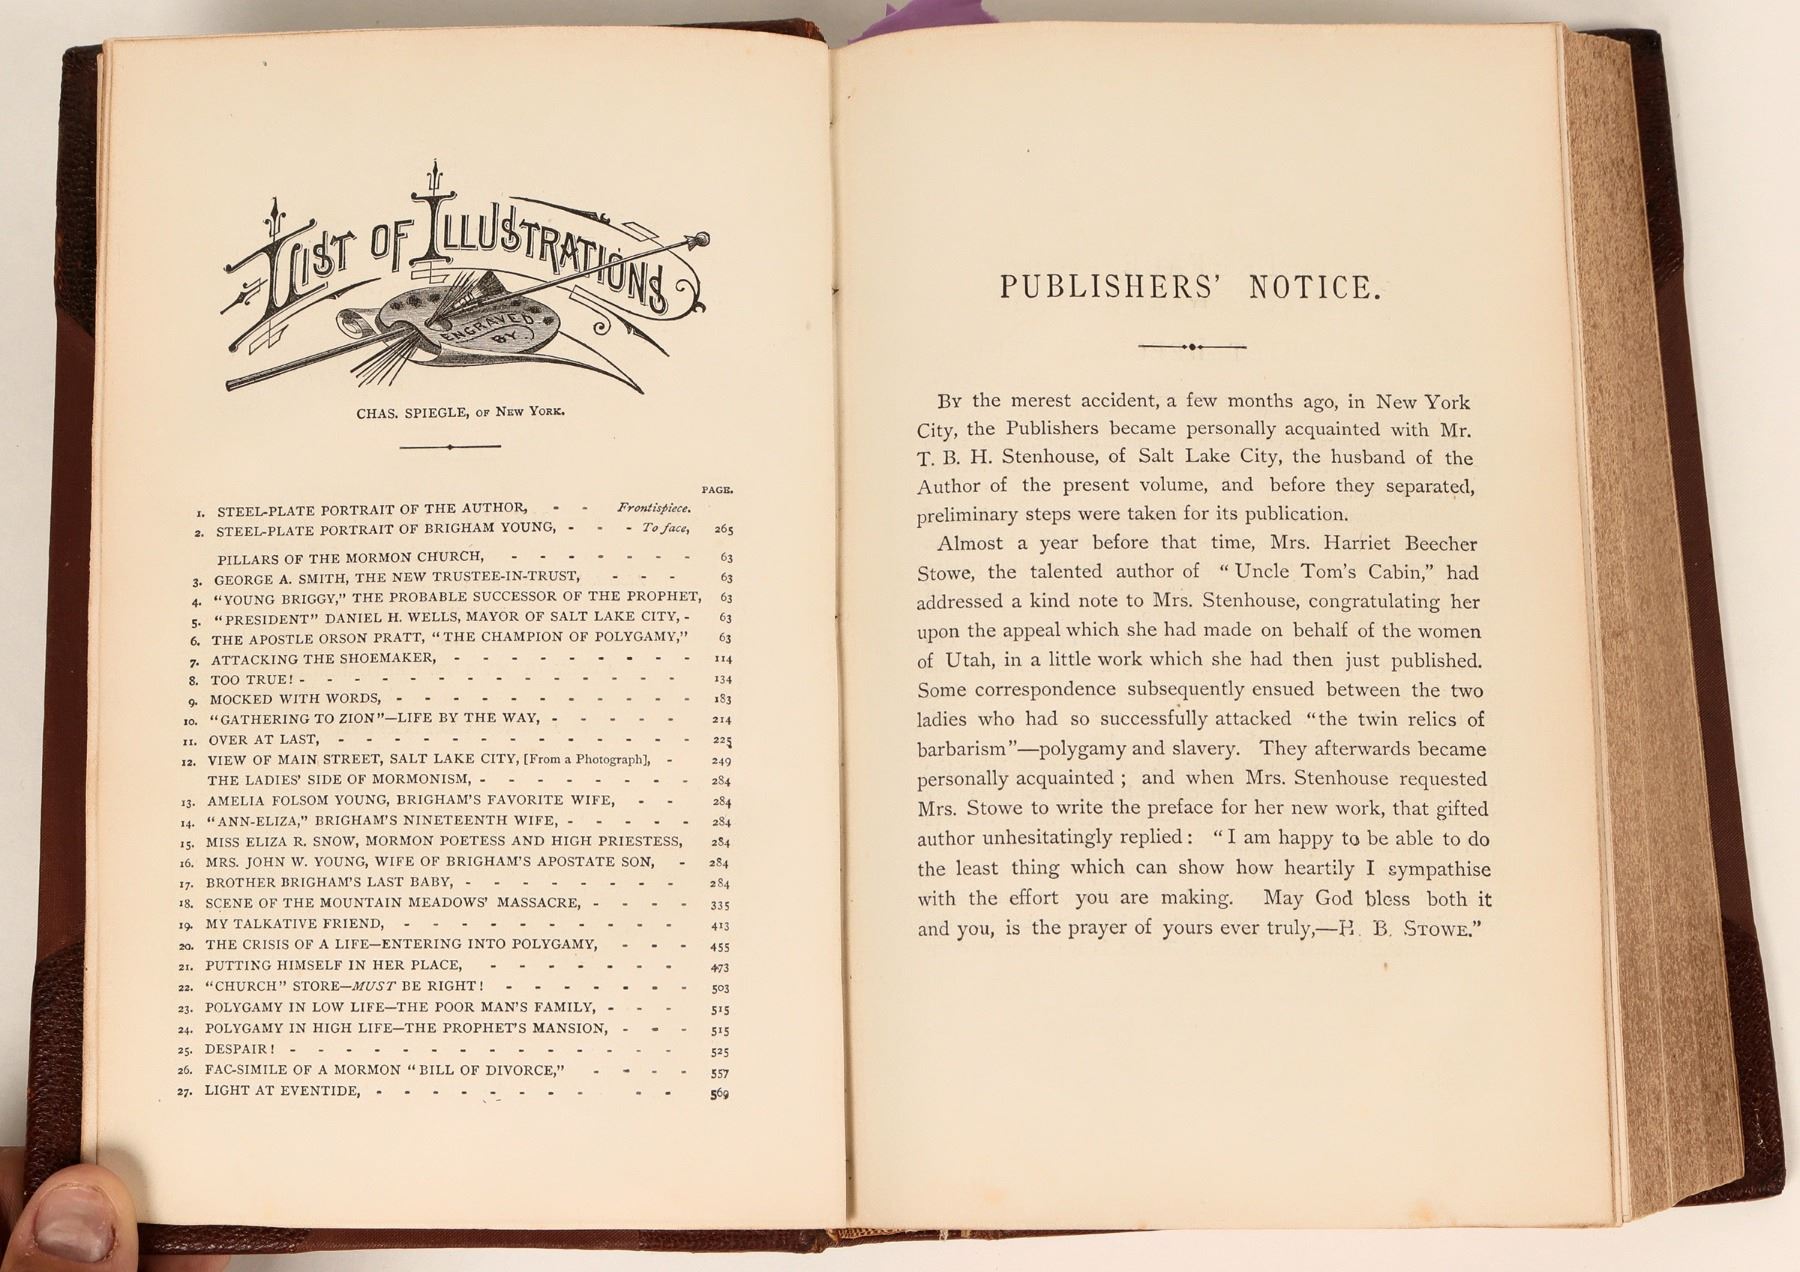 LIST OF ILLUSTRATIONS
ENGRAVED
BY
CHAS. SPIEGLE, OF NEW YORK.
PAGE.
1. STEEL-PLATE PORTRAIT OF THE AUTHOR, - - Frontispiece.
2. STEEL-PLATE PORTRAIT OF BRIGHAM YOUNG, - - - To face, 265
PILLARS OF THE MORMON CHURCH, - - - - - - - 63
3. GEORGE A. SMITH, THE NEW TRUSTEE-IN-TRUST, - - - 63
4. "YOUNG BRIGGY," THE PROBABLE SUCCESSOR OF THE PROPHET, 63
5. "PRESIDENT" DANIEL H. WELLS, MAYOR OF SALT LAKE CITY, - 63
6. THE APOSTLE ORSON PRATT, "THE CHAMPION OF POLYGAMY," 63
7. ATTACKING THE SHOEMAKER, - - - - - - - - - 114
8. TOO TRUE! - - - - - - - - - - - - - - 134
9. MOCKED WITH WORDS, - - - - - - - - - - - 183
10. "GATHERING TO ZION"—LIFE BY THE WAY, - - - - - 214
11. OVER AT LAST, - - - - - - - - - - - - - 225
12. VIEW OF MAIN STREET, SALT LAKE CITY, [From a Photograph], - 249
THE LADIES' SIDE OF MORMONISM, - - - - - - - - 284
13. AMELIA FOLSOM YOUNG, BRIGHAM'S FAVORITE WIFE, - - 284
14. "ANN-ELIZA," BRIGHAM'S NINETEENTH WIFE, - - - - - 284
15. MISS ELIZA R. SNOW, MORMON POETESS AND HIGH PRIESTESS, 284
16. MRS. JOHN W. YOUNG, WIFE OF BRIGHAM'S APOSTATE SON, - 284
17. BROTHER BRIGHAM'S LAST BABY, - - - - - - - - 284
18. SCENE OF THE MOUNTAIN MEADOWS' MASSACRE, - - - - 335
19. MY TALKATIVE FRIEND, - - - - - - - - - - - 413
20. THE CRISIS OF A LIFE—ENTERING INTO POLYGAMY, - - - 455
21. PUTTING HIMSELF IN HER PLACE, - - - - - - - 473
22. "CHURCH" STORE—MUST BE RIGHT! - - - - - - - 503
23. POLYGAMY IN LOW LIFE—THE POOR MAN'S FAMILY, - - - 515
24. POLYGAMY IN HIGH LIFE—THE PROPHET'S MANSION, - - - 515
25. DESPAIR! - - - - - - - - - - - - - - 525
26. FAC-SIMILE OF A MORMON "BILL OF DIVORCE," - - - - 557
27. LIGHT AT EVENTIDE, - - - - - - - - - - 569
PUBLISHERS' NOTICE.
BY the merest accident, a few months ago, in New York
City, the Publishers became personally acquainted with Mr.
T. B. H. Stenhouse, of Salt Lake City, the husband of the
Author of the present volume, and before they separated,
preliminary steps were taken for its publication.
Almost a year before that time, Mrs. Harriet Beecher
Stowe, the talented author of "Uncle Tom's Cabin," had
addressed a kind note to Mrs. Stenhouse, congratulating her
upon the appeal which she had made on behalf of the women
of Utah, in a little work which she had then just published.
Some correspondence subsequently ensued between the two
ladies who had so successfully attacked "the twin relics of
barbarism"—polygamy and slavery. They afterwards became
personally acquainted; and when Mrs. Stenhouse requested
Mrs. Stowe to write the preface for her new work, that gifted
author unhesitatingly replied: "I am happy to be able to do
the least thing which can show how heartily I sympathise
with the effort you are making. May God bless both it
and you, is the prayer of yours ever truly,—H. B. STOWE."